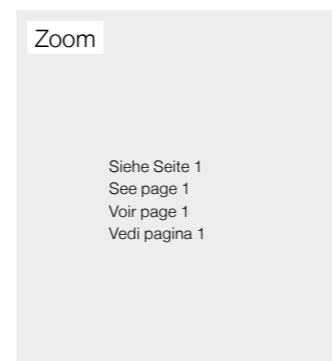 Zoom
Siehe Seite 1
See page 1
Voir page 1
Vedi pagina 1